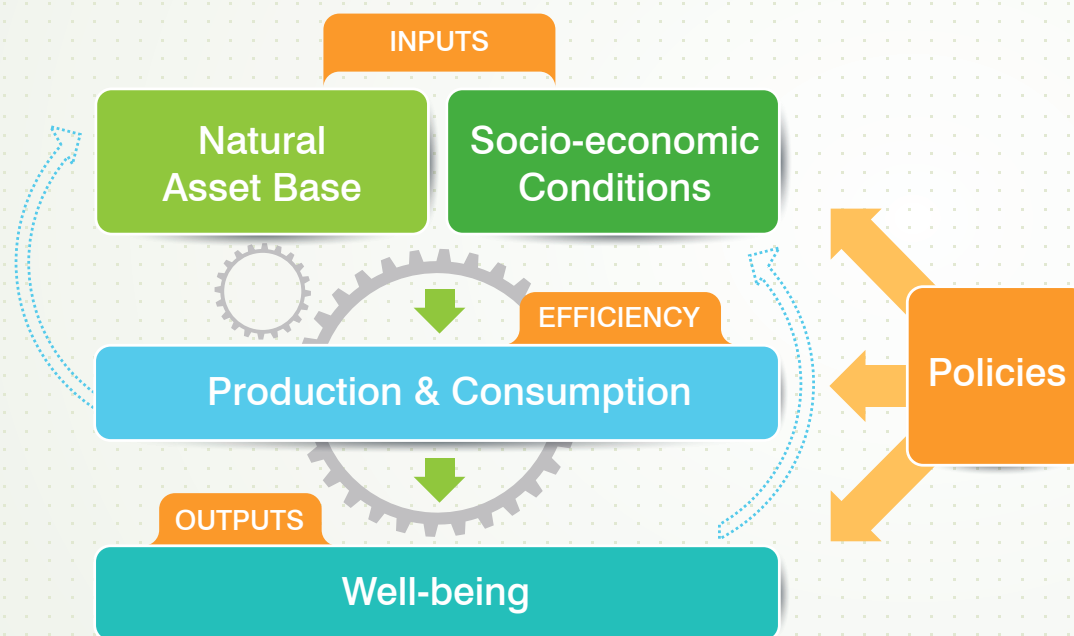 INPUTS
Natural
Asset Base
Socio-economic
Conditions
EFFICIENCY
Production & Consumption
Policies
OUTPUTS
Well-being